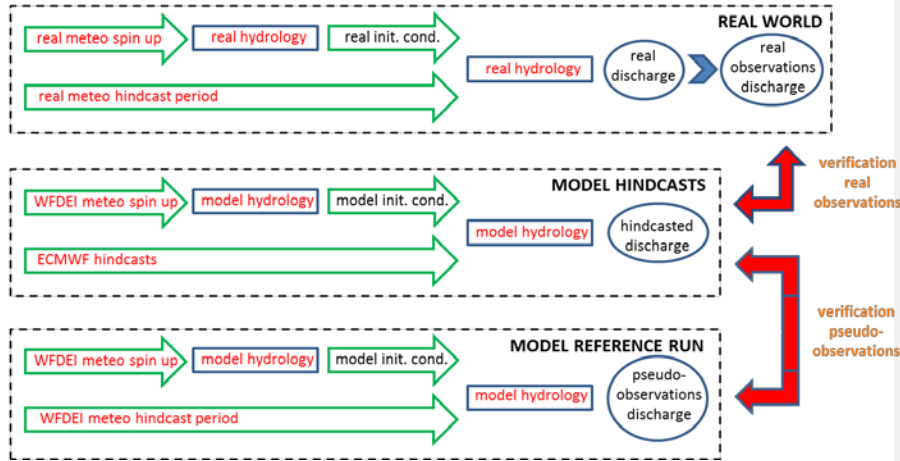 REAL WORLD
real meteo spin up
real hydrology
real init. cond.
real meteo hindcast period
real hydrology
real
discharge
real
observations
discharge
verification
real
observations
MODEL HINDCASTS
WFDEI meteo spin up
model hydrology
model init. cond.
ECMWF hindcasts
model hydrology
hindcasted
discharge
verification
pseudo-
observations
MODEL REFERENCE RUN
WFDEI meteo spin up
model hydrology
model init. cond.
WFDEI meteo hindcast period
model hydrology
pseudo-
observations
discharge